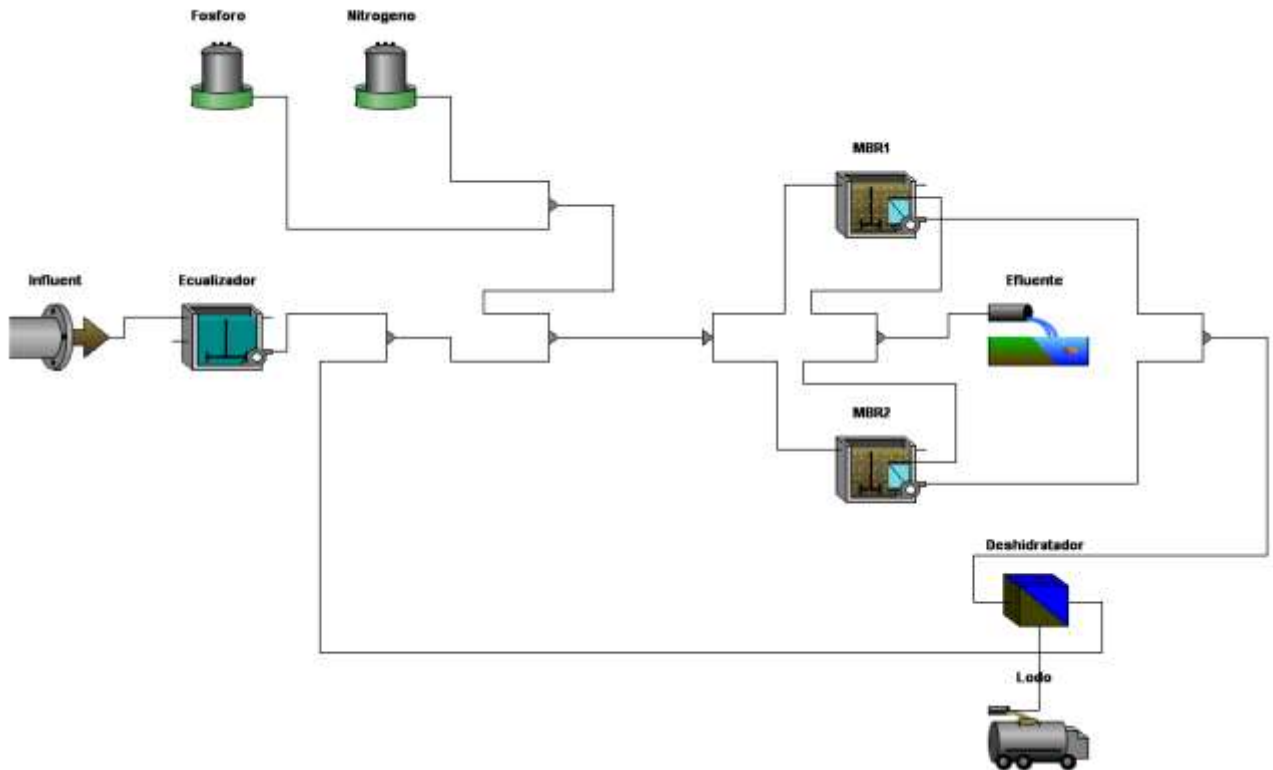 Fosforo
Nitrogeno
MBR1
Influent
Ecualizador
Efluente
MBR2
Deshidratador
Lodo